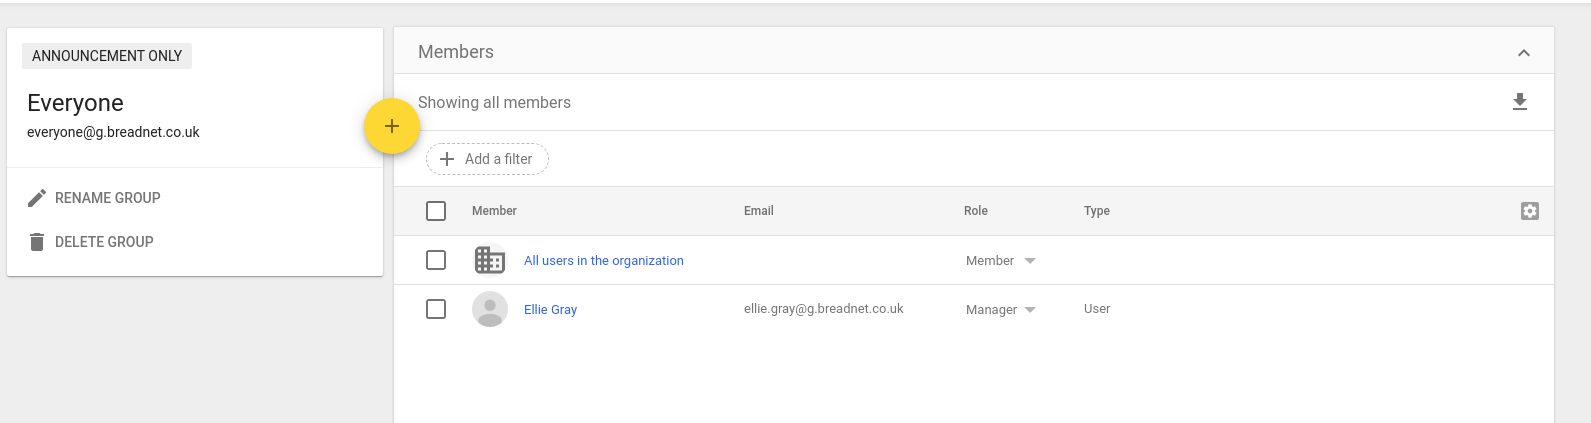 ANNOUNCEMENT ONLY
Everyone
everyone@g.breadnet.co.uk
RENAME GROUP
DELETE GROUP
Members
Showing all members
Add a filter
Member Email Role Type
All users in the organization Member
Ellie Gray ellie.gray@g.breadnet.co.uk Manager User